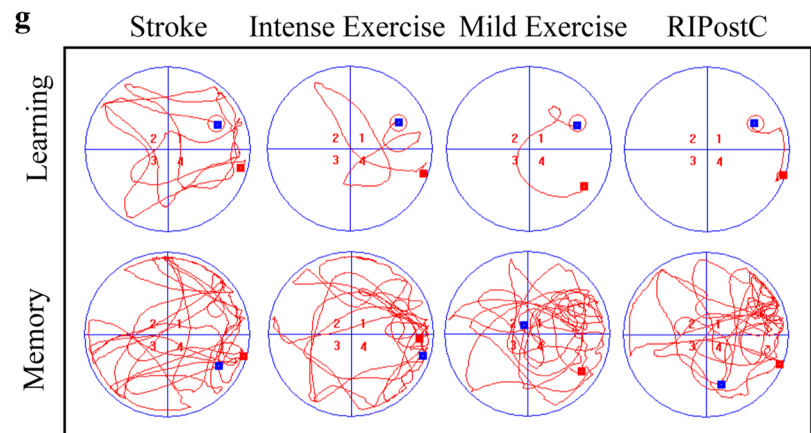 g
Stroke Intense Exercise Mild Exercise RIPostC
Learning
2 1 2 1 2 1 2 1
3 4 3 4 3 4 3 4
Memory
2 1 2 1 1 2 1
3 4 3 4 3 4 3 4